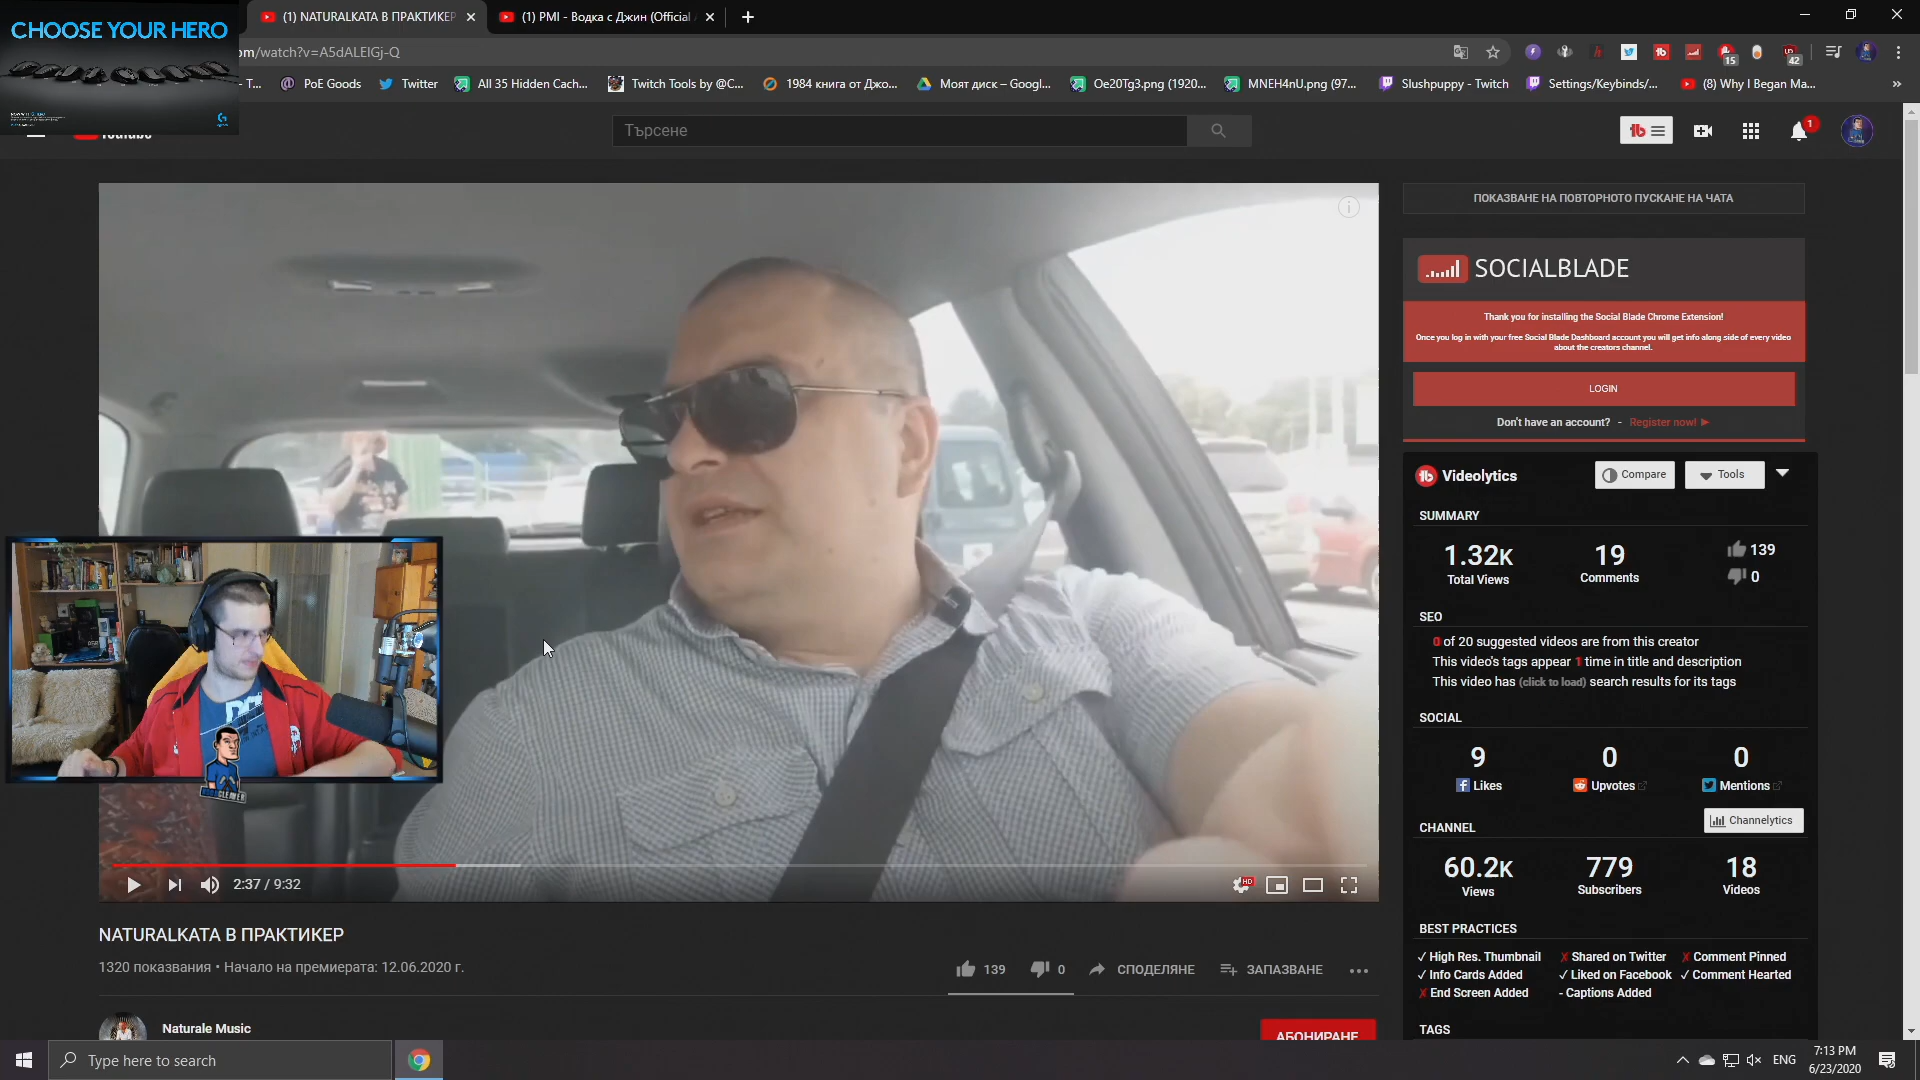 CHOOSE YOUR HERO
(1) NATURALKATA В ПРАКТИКЕР
(1) PMI - Водка с Джин (Official
om/watch?v=A5dALElGj-Q
15
42
- T...
PoE Goods
Twitter
All 35 Hidden Cach...
Twitch Tools by @C...
1984 книга от Джо...
Моят диск – Googl...
Oe20Tg3.png (1920...
MNEH4nU.png (97...
Slushpuppy - Twitch
Settings/Keybinds/...
(8) Why I Began Ma...
»
Търсене
1
ПОКАЗВАНЕ НА ПОВТОРНОТО ПУСКАНЕ НА ЧАТА
SOCIALBLADE
Thank you for installing the Social Blade Chrome Extension!
Once you log in with your free Social Blade Dashboard account you will get info along side of every video
about the creators channel.
LOGIN
Don't have an account? - Register now! ▶
Videolytics
Compare
Tools
SUMMARY
1.32K
Total Views
19
Comments
139
0
SEO
0 of 20 suggested videos are from this creator
This video's tags appear 1 time in title and description
This video has (click to load) search results for its tags
SOCIAL
9
Likes
0
Upvotes
0
Mentions
CHANNEL
Channelytics
60.2K
Views
779
Subscribers
18
Videos
BEST PRACTICES
✓ High Res. Thumbnail
✗ Shared on Twitter
✗ Comment Pinned
✓ Info Cards Added
✓ Liked on Facebook
✓ Comment Hearted
✗ End Screen Added
- Captions Added
TAGS
2:37 / 9:32
HD
NATURALKATA В ПРАКТИКЕР
1320 показвания • Начало на премиерата: 12.06.2020 г.
139
0
СПОДЕЛЯНЕ
ЗАПАЗВАНЕ
Naturale Music
АБОНИРАНЕ
Type here to search
ENG
7:13 PM
6/23/2020